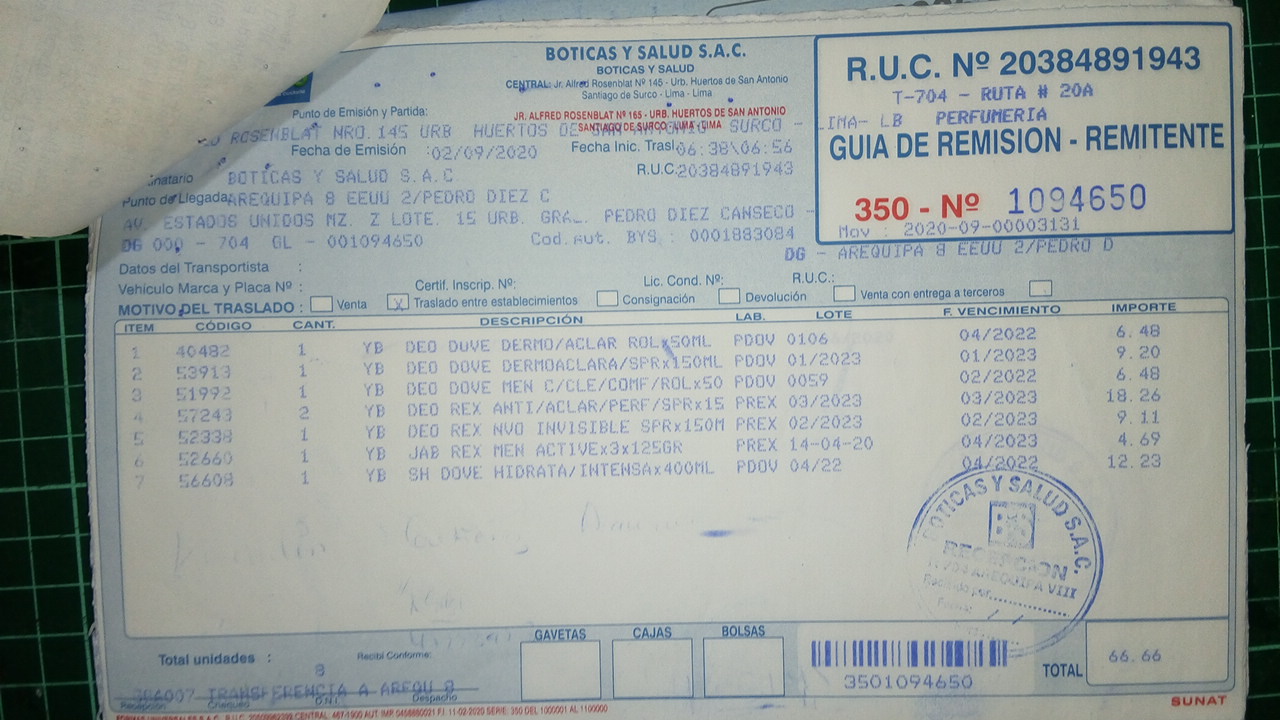 BOTICAS Y SALUD S.A.C.
BOTICAS Y SALUD
CENTRAL: Jr. Alfred Rosenblat Nº 145 - Urb. Huertos de San Antonio
Santiago de Surco - Lima - Lima
Punto de Emisión y Partida:
JR. ALFRED ROSENBLAT Nº 165 - URB. HUERTOS DE SAN ANTONIO
SANTIAGO DE SURCO - LIMA - LIMA
ROSENBLAT NRO.145 URB HUERTOS DE SAN ANTONIO SURCO -
Fecha de Emisión :02/09/2020 Fecha Inic. Trasl. 06:38\06:56
R.U.C. Nº 20384891943
T-704 - RUTA # 20A
LIMA- LB PERFUMERIA
GUIA DE REMISION - REMITENTE
350 - Nº 1094650
Mov : 2020-09-00003131
BOTICAS Y SALUD S.A.C. R.U.C:20384891943
Punto de Llegada: AREQUIPA 8 EEUU 2/PEDRO DIEZ C
AV. ESTADOS UNIDOS MZ. Z LOTE. 15 URB. GRAL. PEDRO DIEZ CANSECO -
DG 000 - 704 GL - 001094650 Cod.Aut. BYS : 0001883084
DG - AREQUIPA 8 EEUU 2/PEDRO D
Datos del Transportista :
Vehículo Marca y Placa Nº : Certif. Inscrip. Nº: Lic. Cond. Nº: R.U.C.:
MOTIVO DEL TRASLADO: Venta X Traslado entre establecimientos Consignación Devolución Venta con entrega a terceros
ITEM CÓDIGO CANT. DESCRIPCIÓN LAB. LOTE F. VENCIMIENTO IMPORTE
1 40482 1 YB DEO DOVE DERMO/ACLAR ROLx50ML PDOV 0106 04/2022 6.48
2 53913 1 YB DEO DOVE DERMOACLARA/SPRx150ML PDOV 01/2023 01/2023 9.20
3 51992 1 YB DEO DOVE MEN C/CLE/COMF/ROLx50 PDOV 0059 02/2022 6.48
4 57243 2 YB DEO REX ANTI/ACLAR/PERF/SPRx15 PREX 03/2023 03/2023 18.26
5 52338 1 YB DEO REX NVO INVISIBLE SPRx150M PREX 02/2023 02/2023 9.11
6 52660 1 YB JAB REX MEN ACTIVEx3x125GR PREX 14-04-20 04/2023 4.69
7 56608 1 YB SH DOVE HIDRATA/INTENSAx400ML PDOV 04/22 04/2022 12.23
BOTICAS Y SALUD S.A.C.
RECEPCION
AREQUIPA VIII
Recibido por
GAVETAS CAJAS BOLSAS
Total unidades : 8 Recibí Conforme:
3501094650
TOTAL 66.66
TRANSFERENCIA A AREQU 8
Recepción Chequeo D.N.I. Despacho
SUNAT